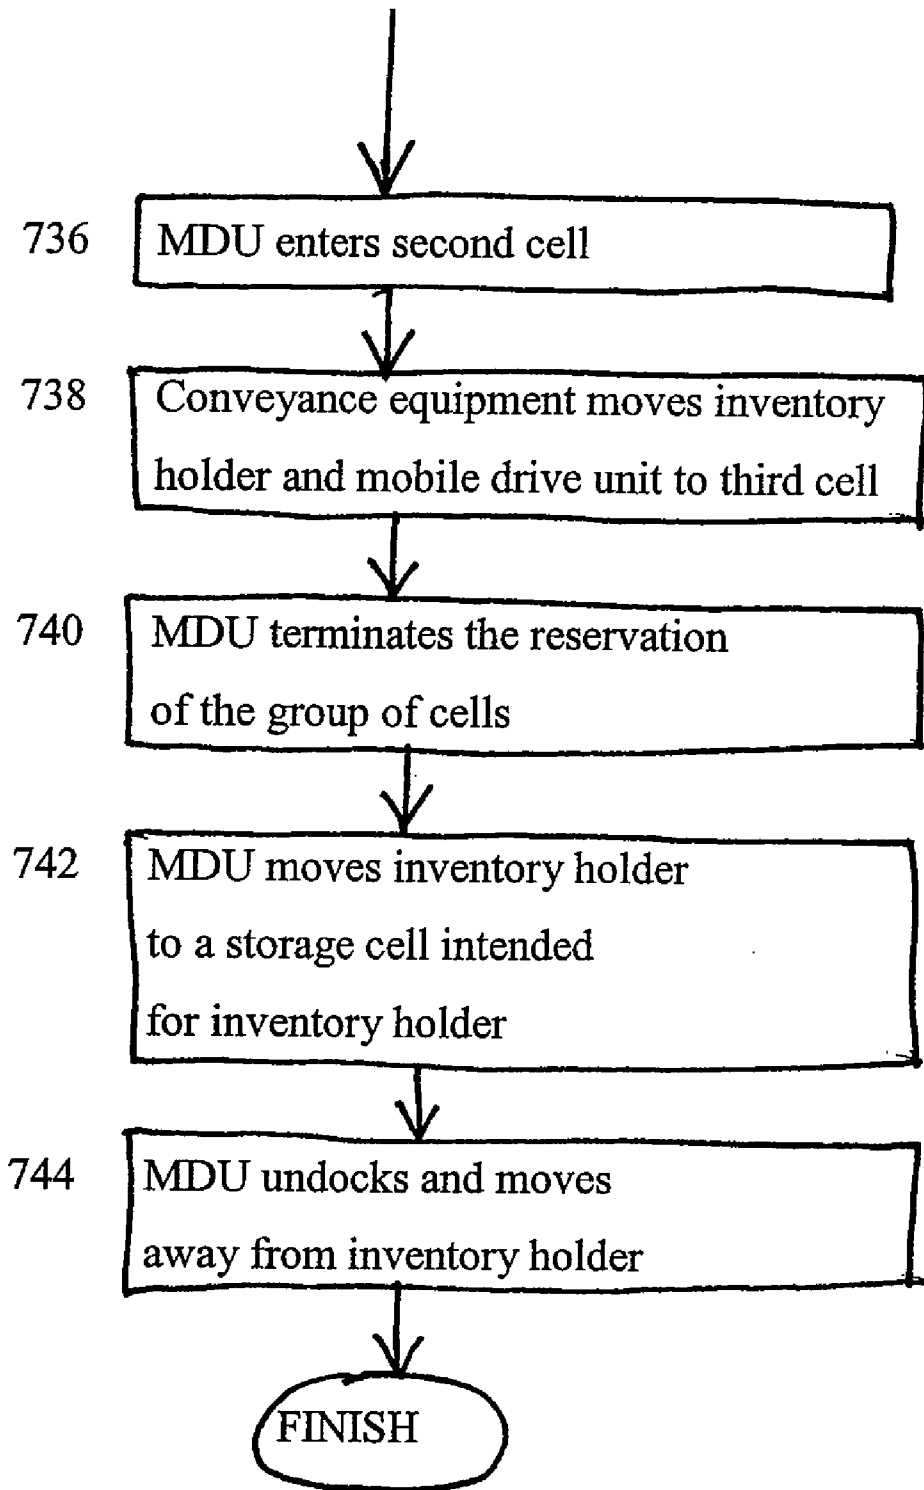 736 MDU enters second cell
738 Conveyance equipment moves inventory
holder and mobile drive unit to third cell
740 MDU terminates the reservation
of the group of cells
742 MDU moves inventory holder
to a storage cell intended
for inventory holder
744 MDU undocks and moves
away from inventory holder
FINISH